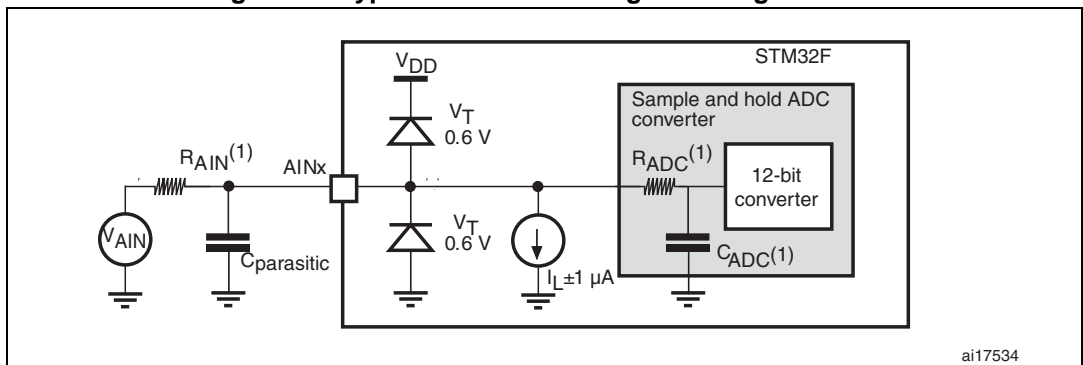 STM32F
VDD
Sample and hold ADC
converter
VT
0.6 V
RAIN(1)
AINx
RADC(1)
12-bit
converter
VAIN
VT
0.6 V
Cparasitic
IL±1 µA
CADC(1)
ai17534